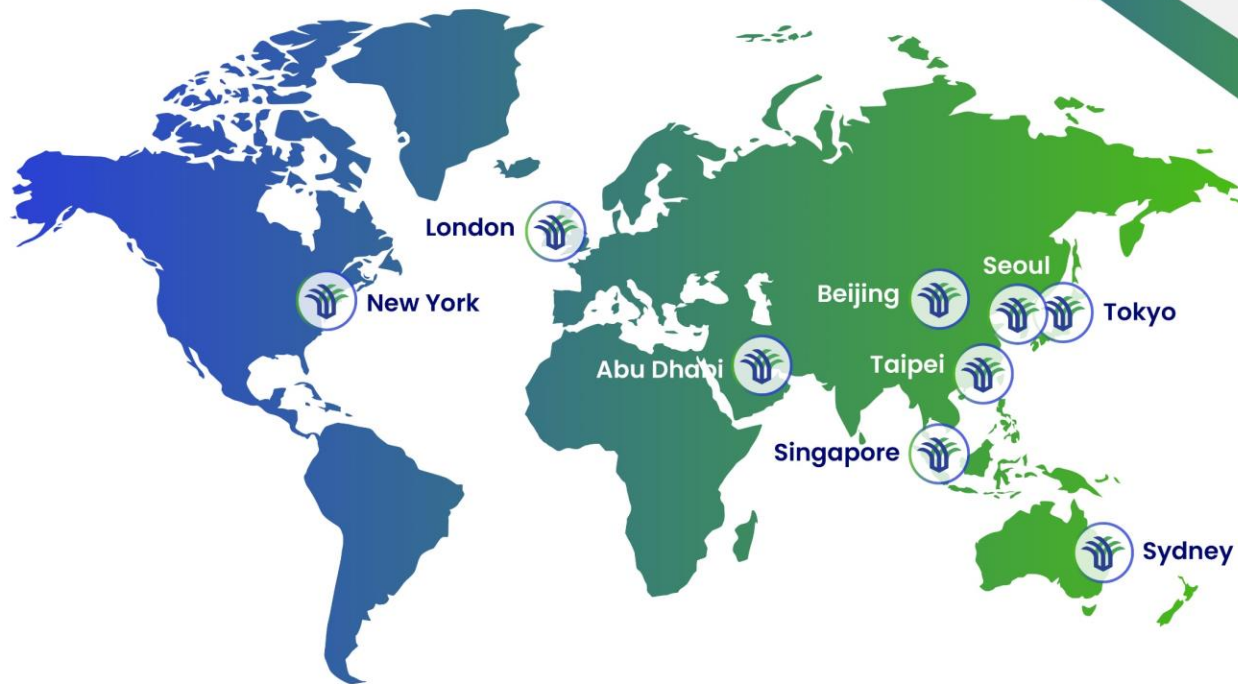 London
New York
Seoul
Beijing
Tokyo
Abu Dhabi
Taipei
Singapore
Sydney